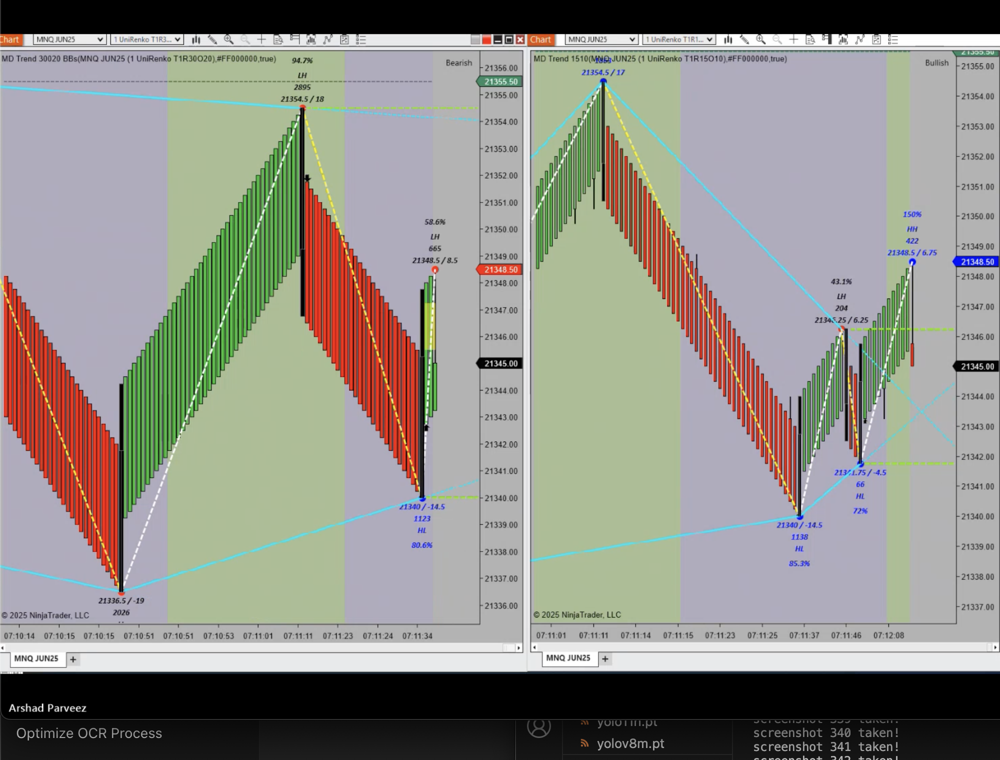 Chart
MNQ JUN25
1 UniRenko T1R3...
MD Trend 30020 BBs(MNQ JUN25 (1 UniRenko T1R30O20),#FF000000,true)
Bearish
94.7%
LH
2895
21354.5 / 18
58.6%
LH
665
21348.5 / 8.5
21340 / -14.5
1123
HL
80.6%
21336.5 / -19
2026
21356.00
21355.50
21354.00
21353.00
21352.00
21351.00
21350.00
21349.00
21348.50
21348.00
21347.00
21346.00
21345.00
21344.00
21343.00
21342.00
21341.00
21340.00
21339.00
21338.00
21337.00
21336.00
© 2025 NinjaTrader, LLC
07:10:14
07:10:15
07:10:15
07:10:51
07:10:51
07:10:53
07:11:01
07:11:11
07:11:23
07:11:24
07:11:34
MNQ JUN25
+
Chart
MNQ JUN25
1 UniRenko T1R1...
MD Trend 1510(MNQ JUN25 (1 UniRenko T1R15O10),#FF000000,true)
Bullish
21354.5 / 17
43.1%
LH
204
21346.25 / 6.25
150%
HH
422
21348.5 / 6.75
21341.75 / -4.5
66
HL
72%
21340 / -14.5
1138
HL
85.3%
21355.50
21355.00
21354.00
21353.00
21352.00
21351.00
21350.00
21349.00
21348.50
21348.00
21347.00
21346.00
21345.00
21344.00
21343.00
21342.00
21341.00
21340.00
21339.00
21338.00
21337.00
© 2025 NinjaTrader, LLC
07:11:01
07:11:11
07:11:14
07:11:15
07:11:23
07:11:25
07:11:37
07:11:46
07:12:08
MNQ JUN25
+
Arshad Parveez
Optimize OCR Process
yolo11n.pt
yolov8m.pt
screenshot 339 taken!
screenshot 340 taken!
screenshot 341 taken!
screenshot 342 taken!